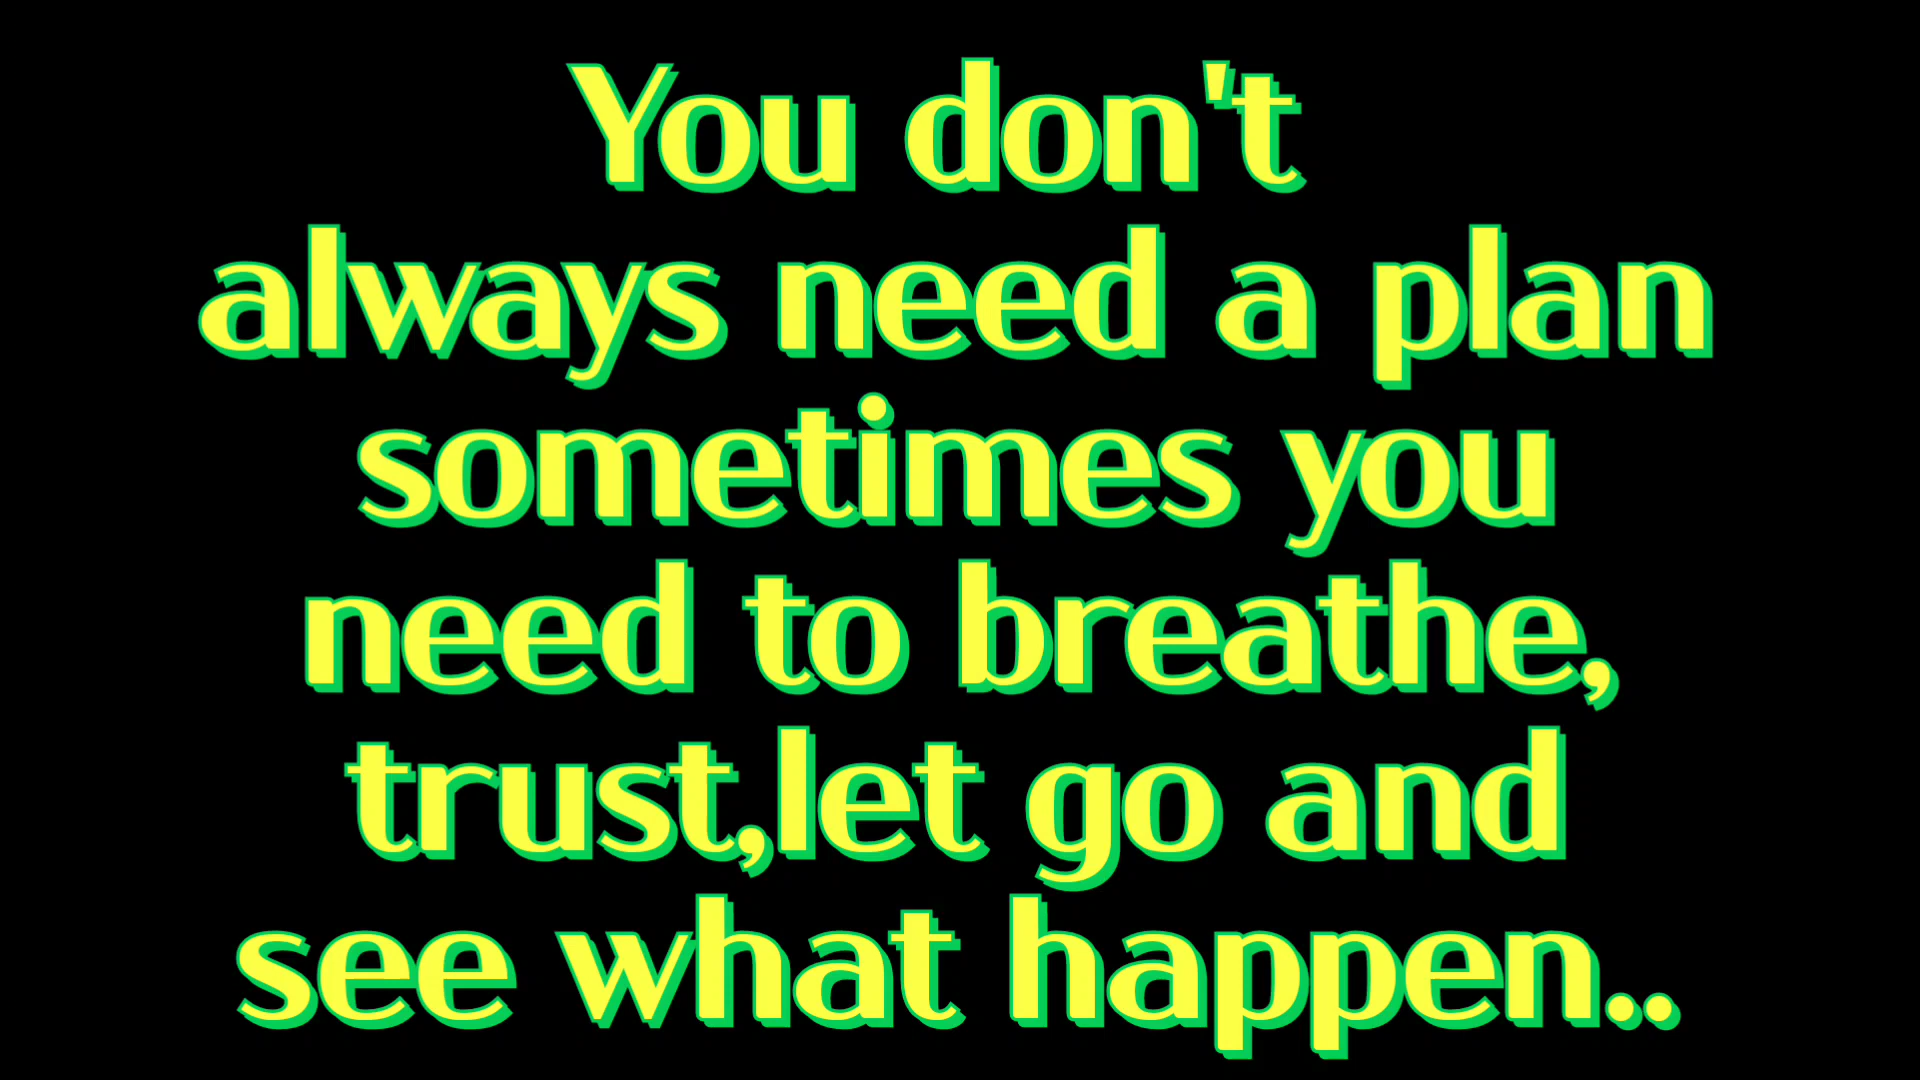 You don't
always need a plan
sometimes you
need to breathe,
trust,let go and
see what happen..